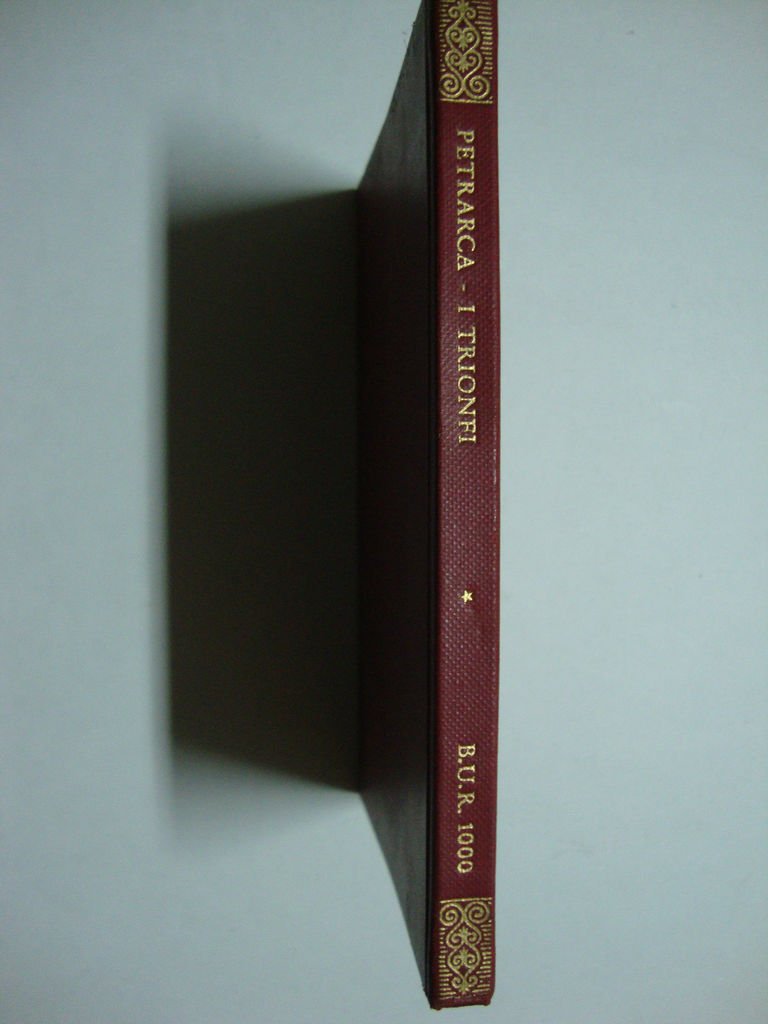 PETRARCA - I TRIONFI
B.U.R. 1000